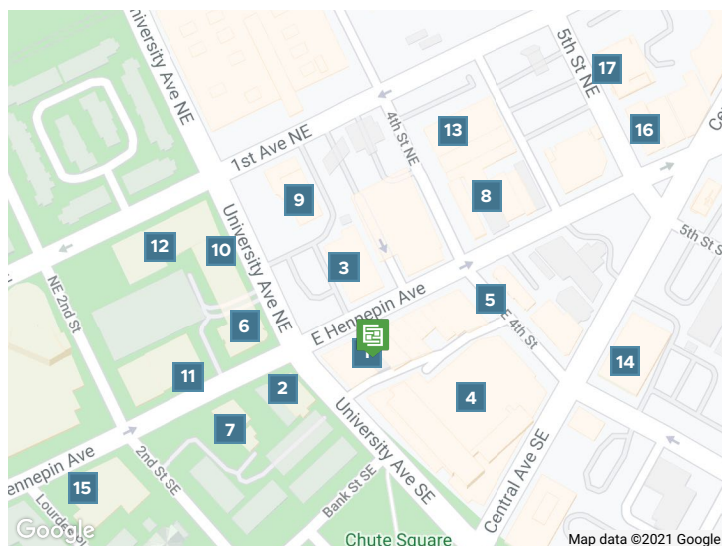 University Ave NE
5th St NE
17
1st Ave NE
4th St NE
13
16
8
9
12
10
University Ave NE
3
5th St S
NE 2nd St
E Hennepin Ave
5
E 4th St
6
1
14
11
2
4
7
University Ave SE
Central Ave SE
2nd St SE
Bank St SE
15
Google
Chute Square
Map data ©2021 Google